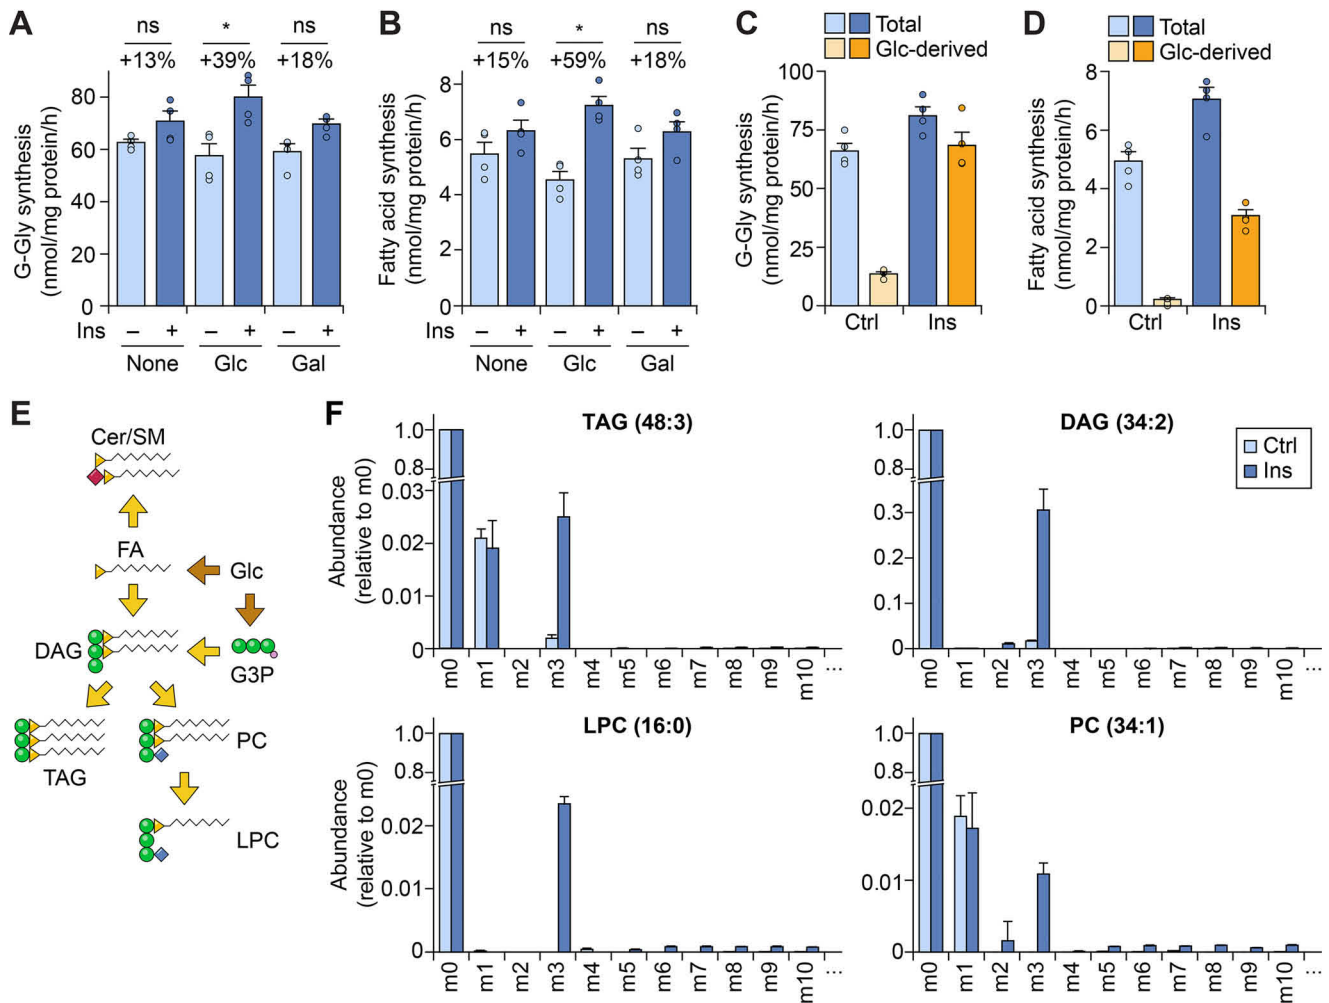 A
ns * ns
+13% +39% +18%
G-Gly synthesis
(nmol/mg protein/h)
80
60
40
20
0
Ins – + – + – +
None Glc Gal
B
ns * ns
+15% +59% +18%
Fatty acid synthesis
(nmol/mg protein/h)
8
6
4
2
0
Ins – + – + – +
None Glc Gal
C
Total
Glc-derived
G-Gly synthesis
(nmol/mg protein/h)
100
75
50
25
0
Ctrl Ins
D
Total
Glc-derived
Fatty acid synthesis
(nmol/mg protein/h)
8
6
4
2
0
Ctrl Ins
E
Cer/SM
FA
Glc
DAG
G3P
PC
TAG
LPC
F
TAG (48:3)
Abundance
(relative to m0)
1.0
0.8
0.03
0.02
0.01
0
m0 m1 m2 m3 m4 m5 m6 m7 m8 m9 m10 ...
DAG (34:2)
Ctrl
Ins
1.0
0.8
0.3
0.2
0.1
0
m0 m1 m2 m3 m4 m5 m6 m7 m8 m9 m10 ...
LPC (16:0)
Abundance
(relative to m0)
1.0
0.8
0.02
0.01
0
m0 m1 m2 m3 m4 m5 m6 m7 m8 m9 m10 ...
PC (34:1)
1.0
0.8
0.02
0.01
0
m0 m1 m2 m3 m4 m5 m6 m7 m8 m9 m10 ...